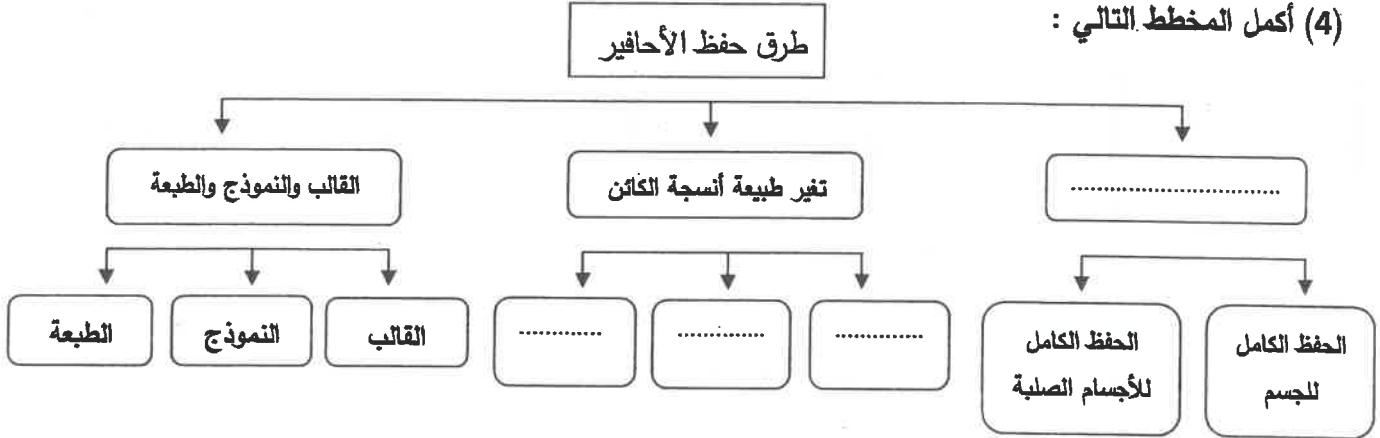 (4) أكمل المخطط التالي :
طرق حفظ الأحافير
............................
تغير طبيعة أنسجة الكائن
القالب والنموذج والطبعة
الحفظ الكامل
للجسم
الحفظ الكامل
للأجسام الصلبة
............
............
............
القالب
النموذج
الطبعة